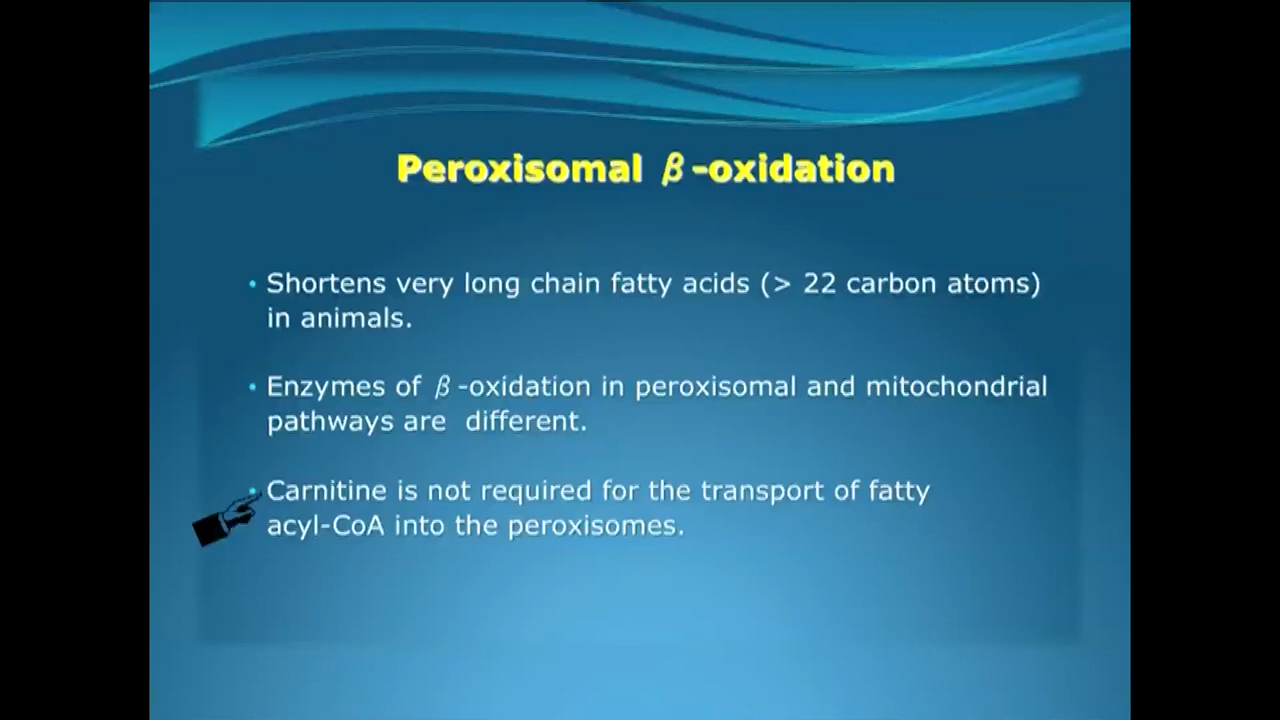 Peroxisomal β-oxidation
• Shortens very long chain fatty acids (> 22 carbon atoms)
in animals.
• Enzymes of β-oxidation in peroxisomal and mitochondrial
pathways are  different.
• Carnitine is not required for the transport of fatty
acyl-CoA into the peroxisomes.